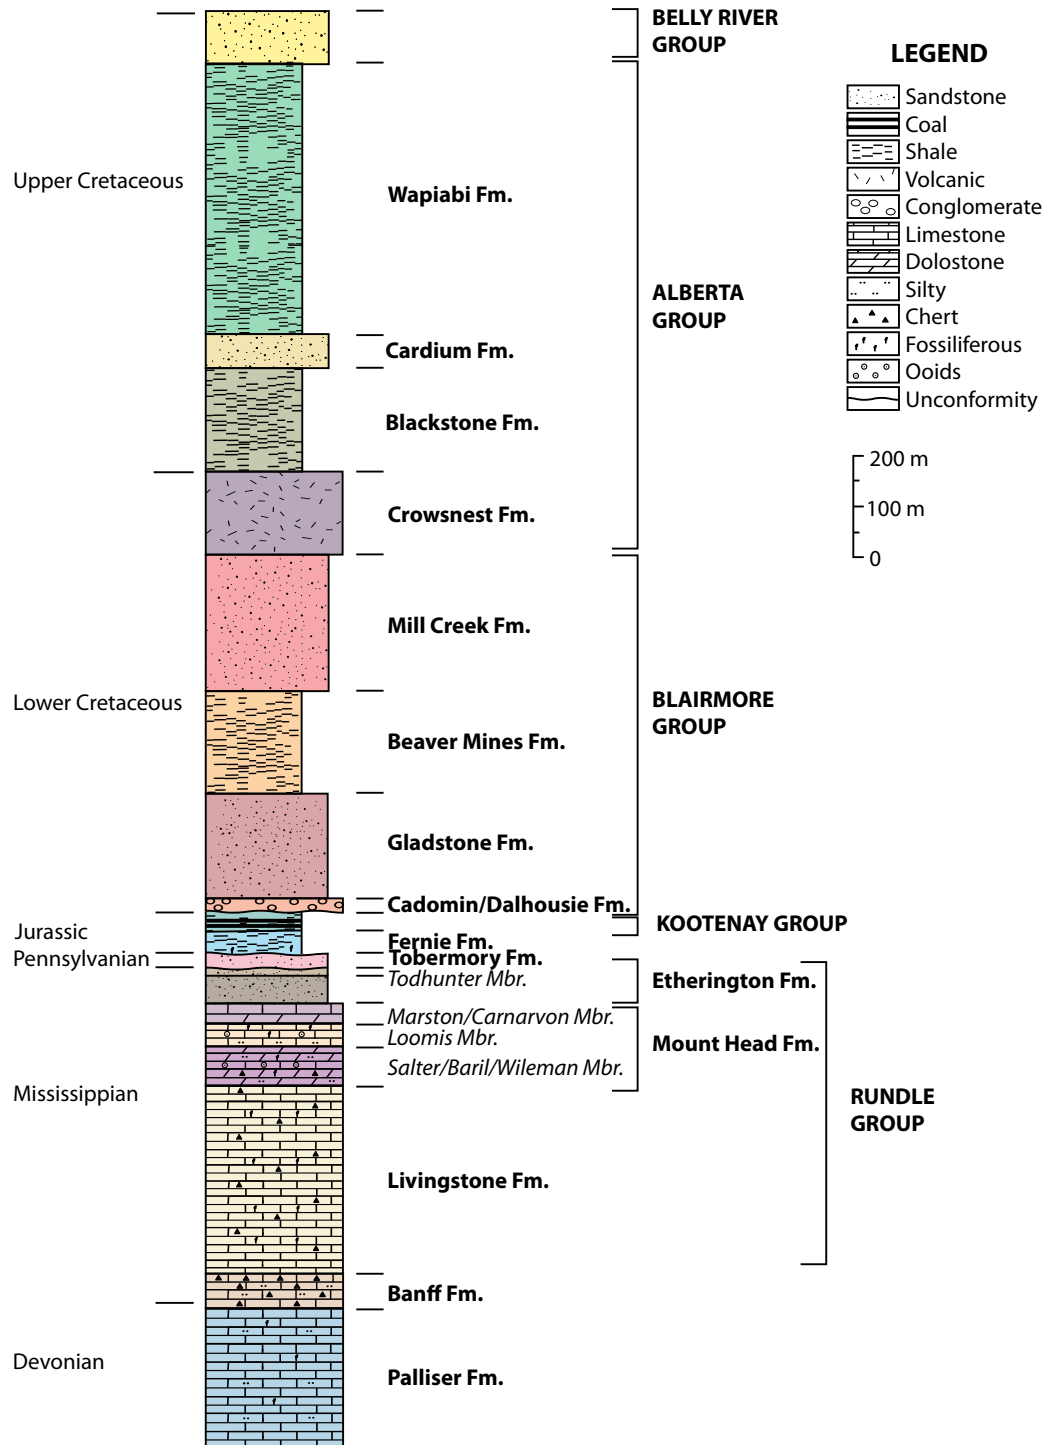 BELLY RIVER
GROUP
LEGEND
Sandstone
Coal
Shale
Volcanic
Conglomerate
Limestone
Dolostone
Silty
Chert
Fossiliferous
Ooids
Unconformity
200 m
100 m
0
Upper Cretaceous
Wapiabi Fm.
ALBERTA
GROUP
Cardium Fm.
Blackstone Fm.
Crowsnest Fm.
Mill Creek Fm.
Lower Cretaceous
BLAIRMORE
GROUP
Beaver Mines Fm.
Gladstone Fm.
Cadomin/Dalhousie Fm.
KOOTENAY GROUP
Jurassic
Fernie Fm.
Pennsylvanian
Tobermory Fm.
Todhunter Mbr.
Etherington Fm.
Marston/Carnarvon Mbr.
Loomis Mbr.
Mount Head Fm.
Salter/Baril/Wileman Mbr.
Mississippian
RUNDLE
GROUP
Livingstone Fm.
Banff Fm.
Devonian
Palliser Fm.